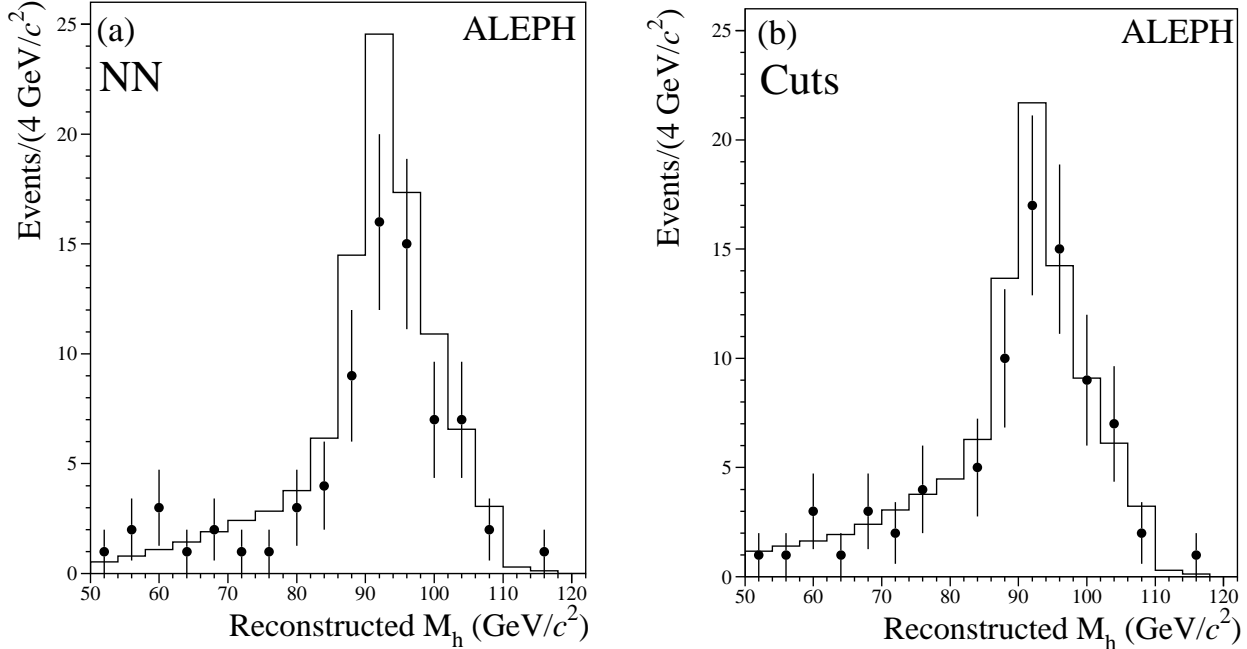 (a) ALEPH
NN
Events/(4 GeV/c²)
25
20
15
10
5
0
50 60 70 80 90 100 110 120
Reconstructed M_h (GeV/c²)
(b) ALEPH
Cuts
Events/(4 GeV/c²)
25
20
15
10
5
0
50 60 70 80 90 100 110 120
Reconstructed M_h (GeV/c²)